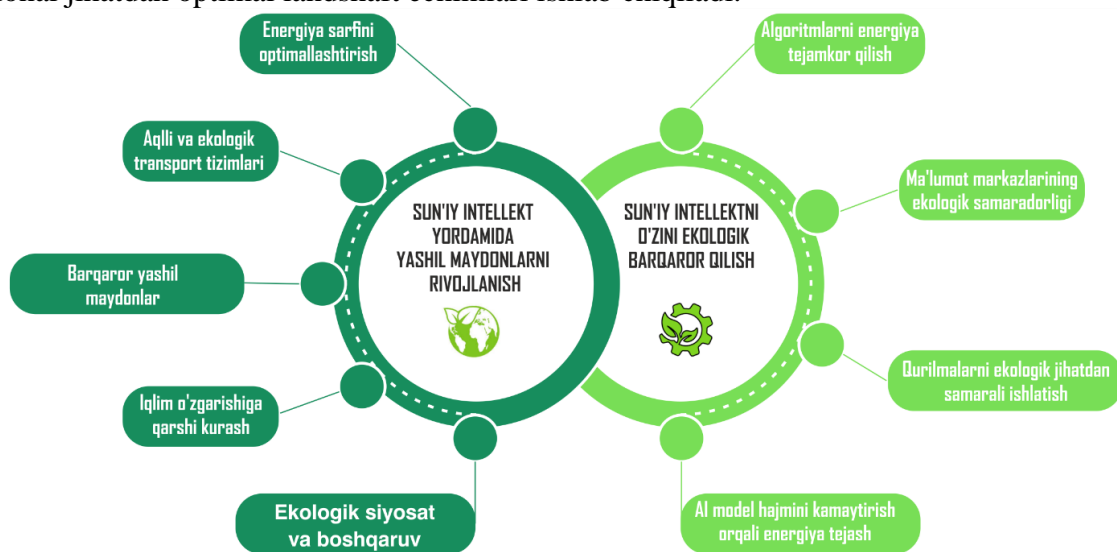 Energiya sarfini
optimallashtirish
Aqlli va ekologik
transport tizimlari
Barqaror yashil
maydonlar
Iqlim o'zgarishiga
qarshi kurash
Ekologik siyosat
va boshqaruv
SUN'IY INTELLEKT
YORDAMIDA
YASHIL MAYDONLARNI
RIVOJLANISH
SUN'IY INTELLEKTNI
O'ZINI EKOLOGIK
BARQAROR QILISH
Algoritmlarni energiya
tejamkor qilish
Ma'lumot markazlarining
ekologik samaradorligi
Qurilmalarni ekologik jihatdan
samarali ishlatish
AI model hajmini kamaytirish
orqali energiya tejash